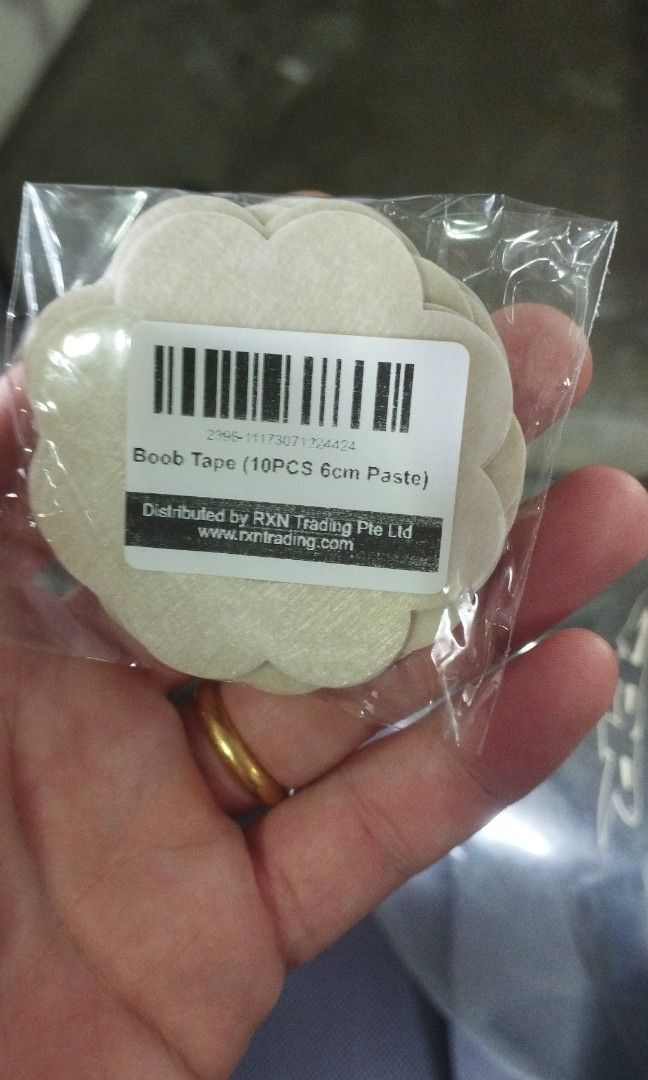 2395-11173071224424
Boob Tape (10PCS 6cm Paste)
Distributed by RXN Trading Pte Ltd
www.rxntrading.com